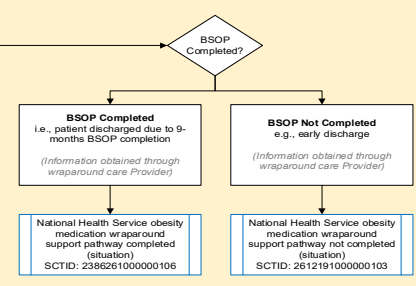 BSOP
Completed?
BSOP Completed
i.e., patient discharged due to 9-
months BSOP completion
(Information obtained through
wraparound care Provider)
BSOP Not Completed
e.g., early discharge
(Information obtained through
wraparound care Provider)
National Health Service obesity
medication wraparound
support pathway completed
(situation)
SCTID: 2386261000000106
National Health Service obesity
medication wraparound
support pathway not completed
(situation)
SCTID: 2612191000000103